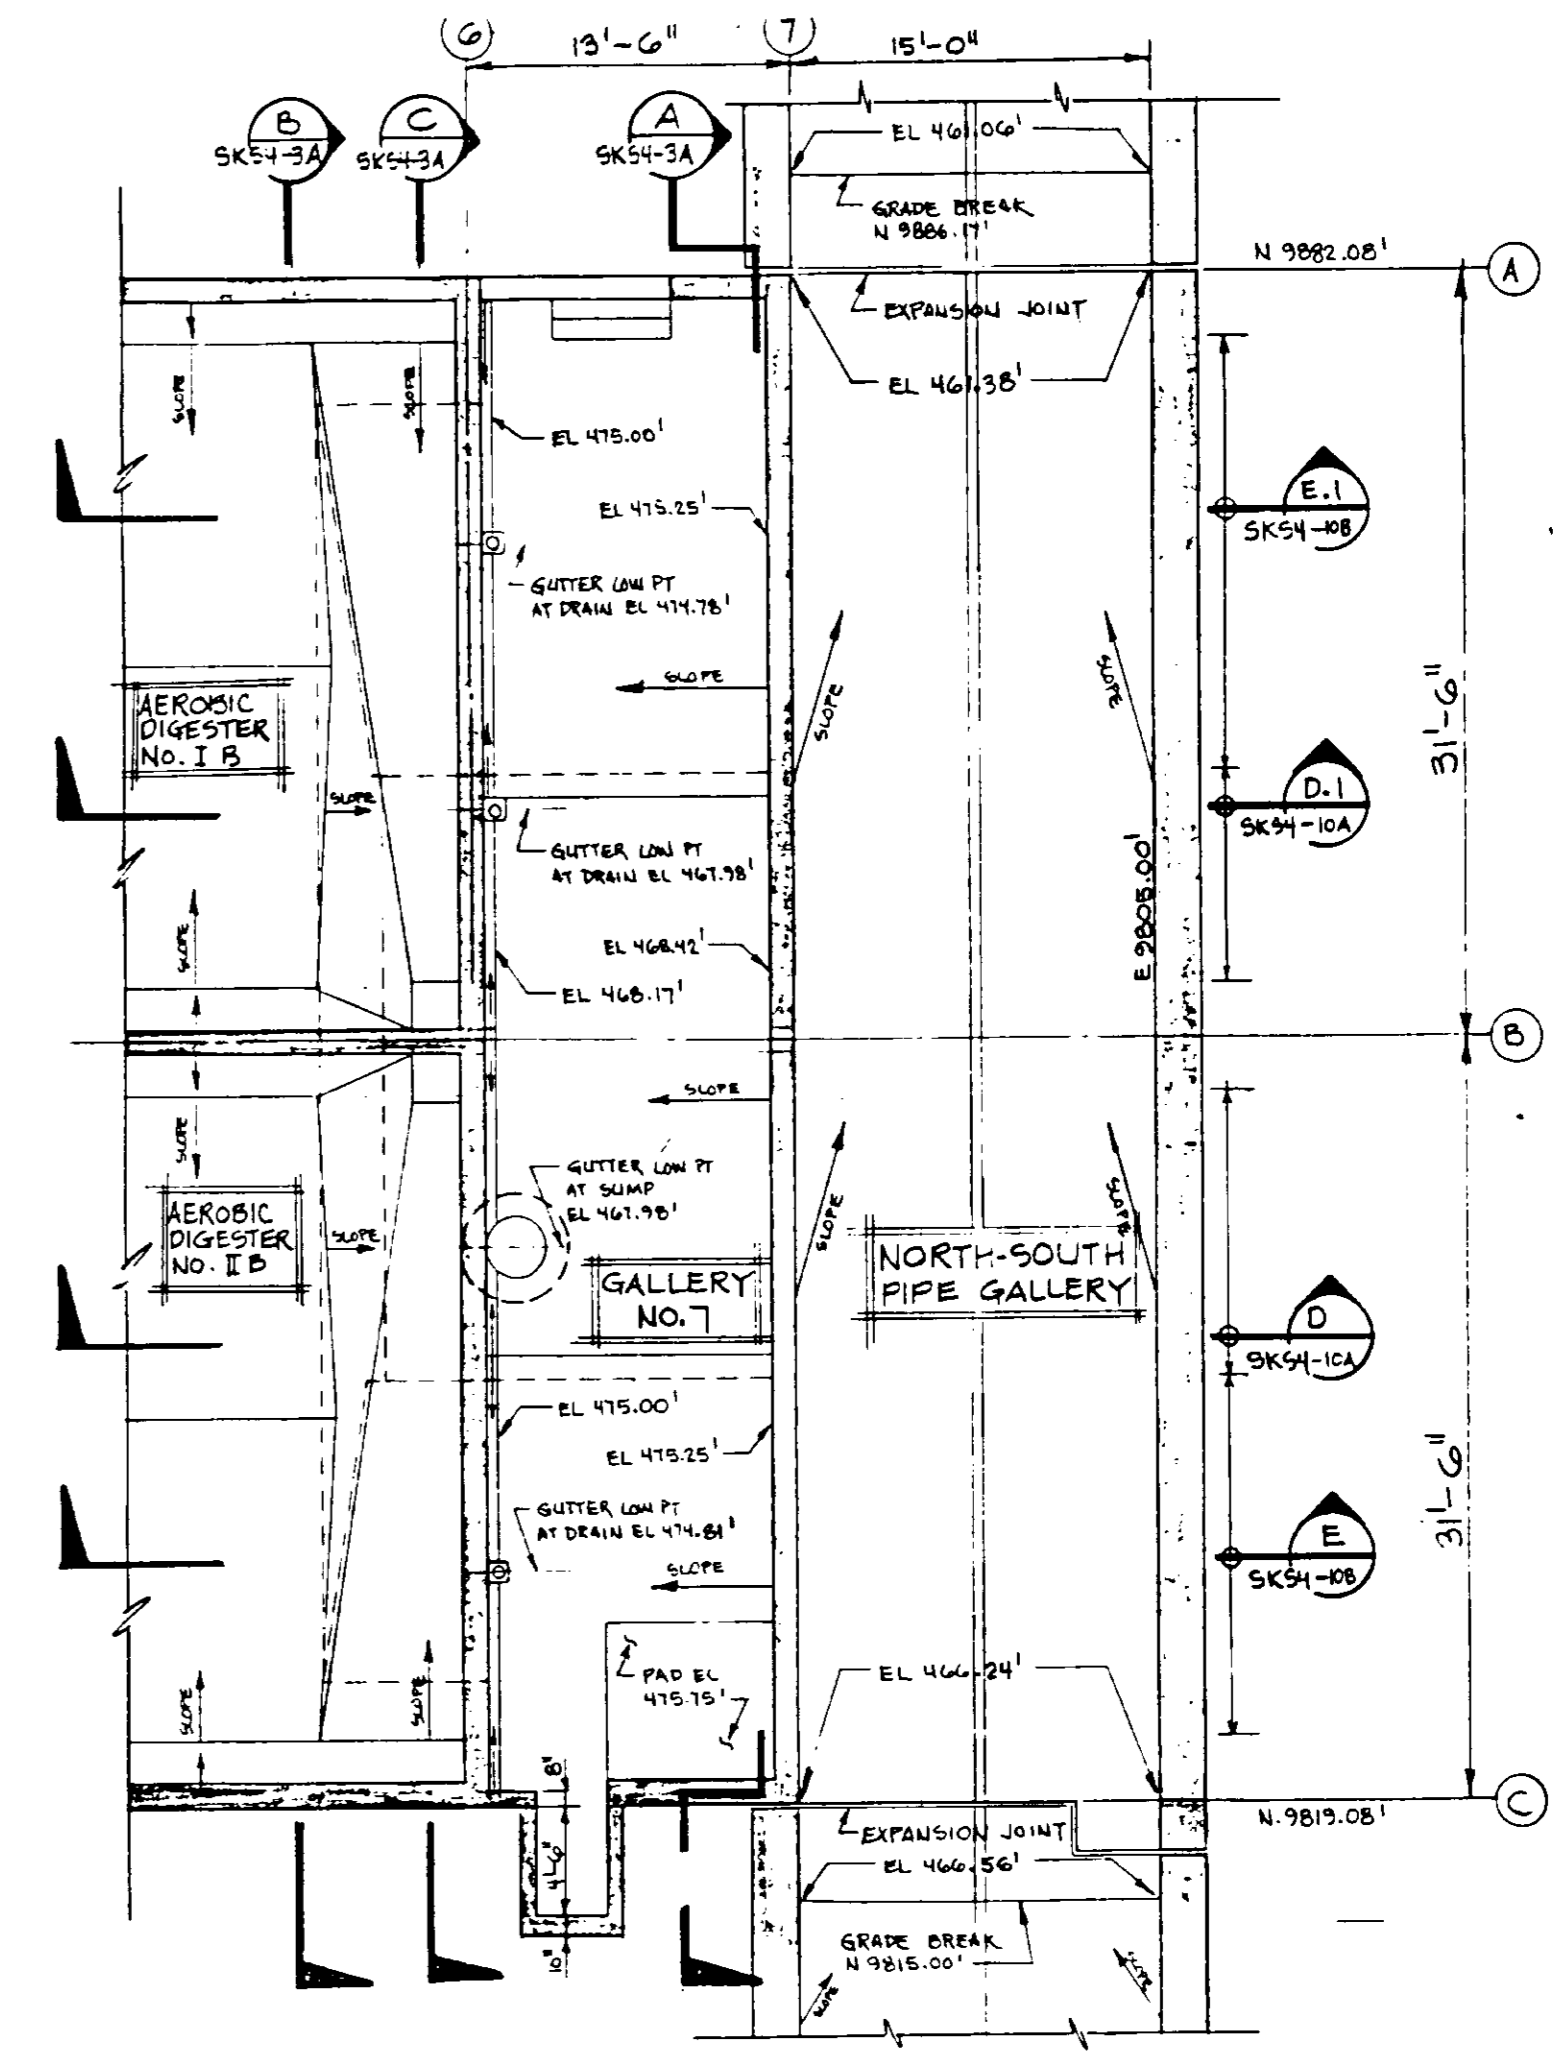 6
13'-6"
7
15'-0"
B
SK54-3A
C
SK54-3A
A
SK54-3A
EL 461.06'
GRADE BREAK
N 9886.17'
N 9882.08'
A
EXPANSION JOINT
EL 461.38'
SLOPE
SLOPE
EL 475.00'
EL 475.25'
E.1
SK54-10B
GUTTER LOW PT
AT DRAIN EL 474.78'
SLOPE
SLOPE
SLOPE
31'-6"
AEROBIC
DIGESTER
NO. I B
SLOPE
D.1
SK54-10A
GUTTER LOW PT
AT DRAIN EL 467.98'
E 9805.00'
SLOPE
EL 468.42'
EL 468.17'
B
SLOPE
SLOPE
GUTTER LOW PT
AT SUMP
EL 467.98'
SLOPE
SLOPE
AEROBIC
DIGESTER
NO. II B
SLOPE
GALLERY
NO.7
NORTH-SOUTH
PIPE GALLERY
D
SK54-10A
EL 475.00'
EL 475.25'
31'-6"
GUTTER LOW PT
AT DRAIN EL 474.81'
SLOPE
E
SK54-10B
SLOPE
SLOPE
PAD EL
475.75'
EL 466.24'
8"
C
N.9819.08'
EXPANSION JOINT
EL 466.56'
4'-6"
10"
GRADE BREAK
N 9815.00'
SLOPE
SLOPE